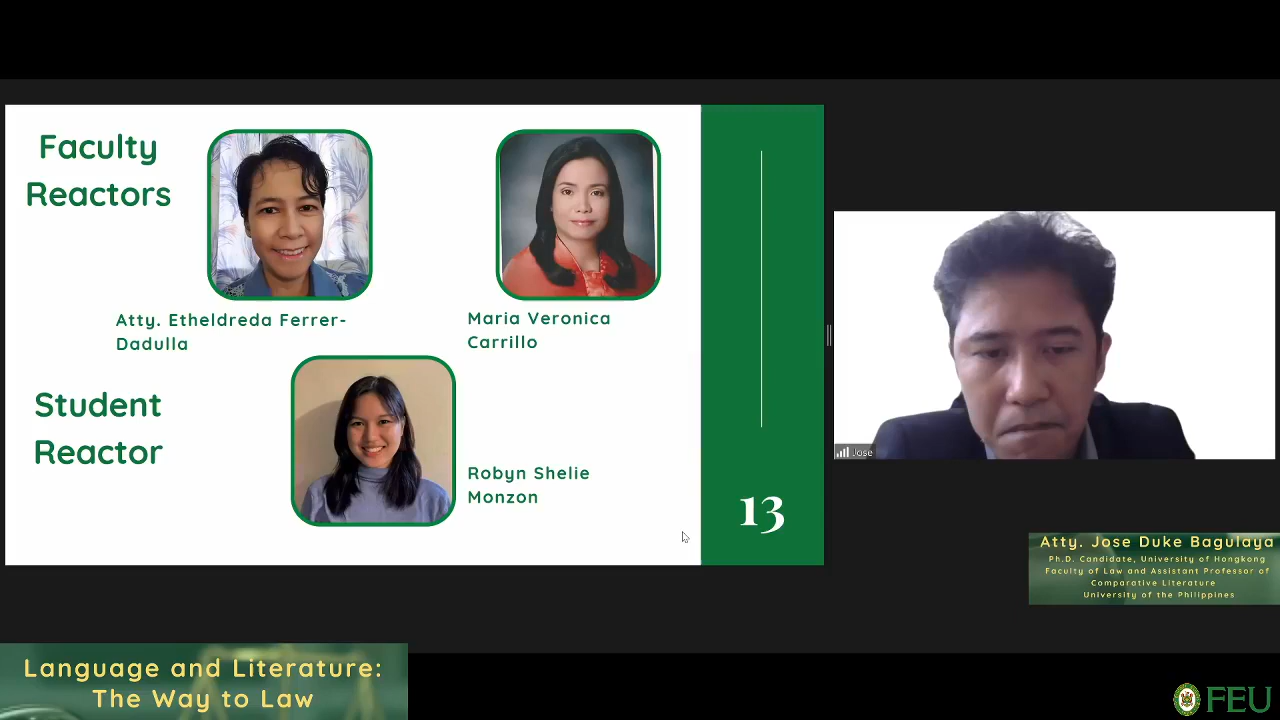 Faculty
Reactors
Atty. Etheldreda Ferrer-
Dadulla
Maria Veronica
Carrillo
Student
Reactor
Robyn Shelie
Monzon
13
Jose
Atty. Jose Duke Bagulaya
Ph.D. Candidate, University of Hongkong
Faculty of Law and Assistant Professor of
Comparative Literature
University of the Philippines
Language and Literature:
The Way to Law
FEU